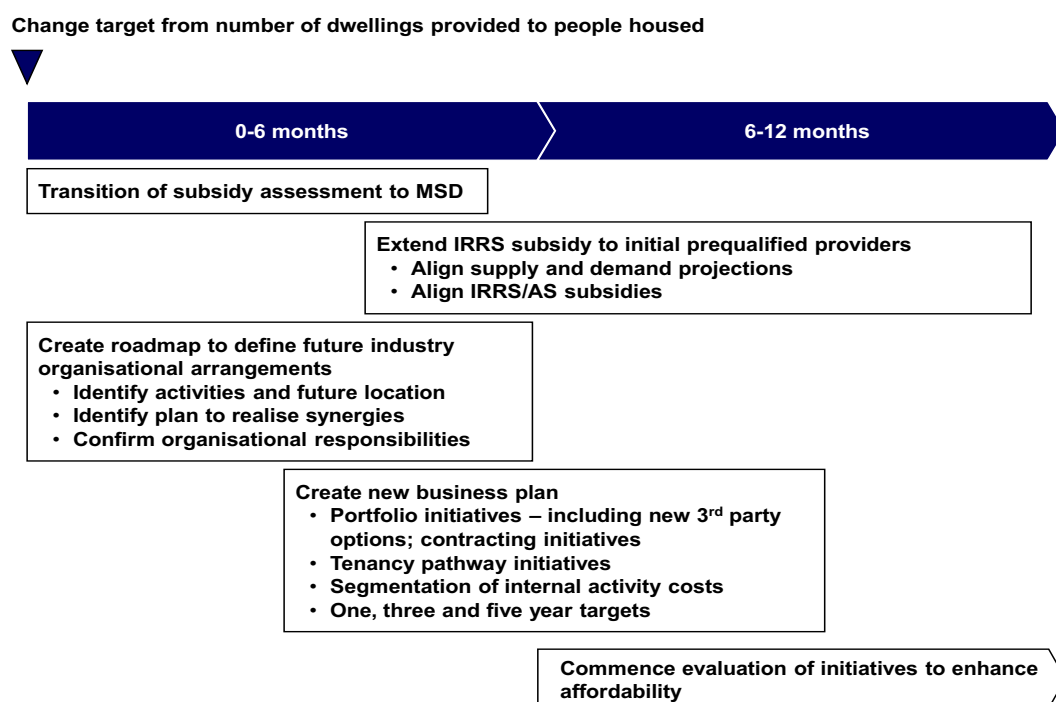 Change target from number of dwellings provided to people housed
0-6 months
6-12 months
Transition of subsidy assessment to MSD
Extend IRRS subsidy to initial prequalified providers
• Align supply and demand projections
• Align IRRS/AS subsidies
Create roadmap to define future industry
organisational arrangements
• Identify activities and future location
• Identify plan to realise synergies
• Confirm organisational responsibilities
Create new business plan
• Portfolio initiatives – including new 3rd party
options; contracting initiatives
• Tenancy pathway initiatives
• Segmentation of internal activity costs
• One, three and five year targets
Commence evaluation of initiatives to enhance
affordability